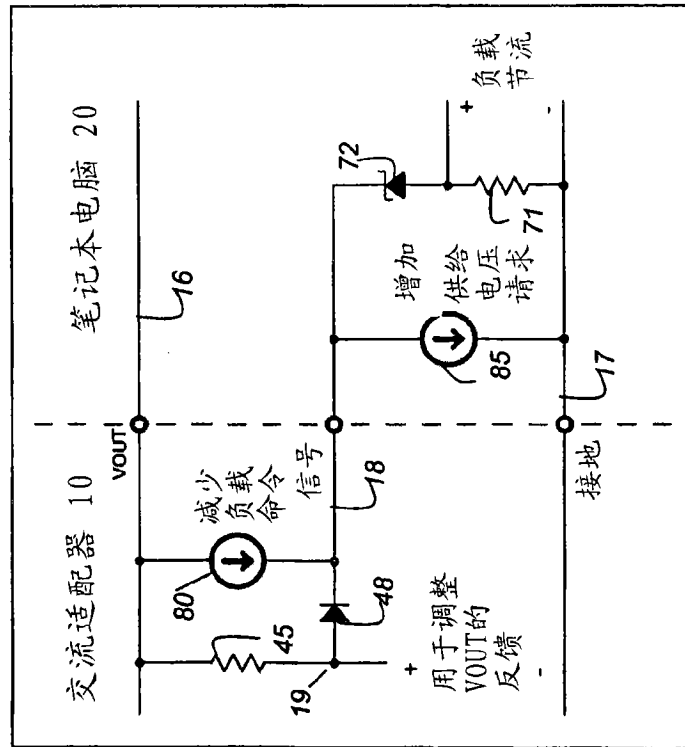 交流适配器 10
笔记本电脑 20
VOUT
16
减少
负载
命令
80
45
信号
18
48
19
+
用于调整
VOUT的
反馈
-
72
增加
供给
电压
请求
85
71
+
负载
节流
-
17
接地